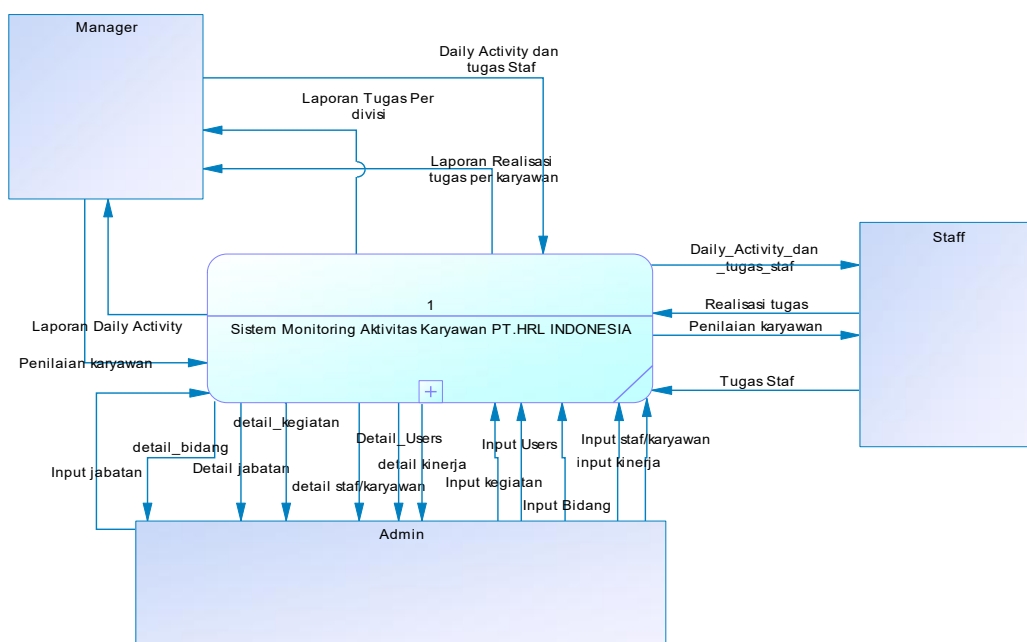 Manager
Daily Activity dan
tugas Staf
Laporan Tugas Per
divisi
Laporan Realisasi
tugas per karyawan
Staff
Daily_Activity_dan
_tugas_staf
Realisasi tugas
Penilaian karyawan
Tugas Staf
1
Sistem Monitoring Aktivitas Karyawan PT.HRL INDONESIA
Laporan Daily Activity
Penilaian karyawan
detail_bidang
Input jabatan
detail_kegiatan
Detail jabatan
detail staf/karyawan
Detail_Users
detail kinerja
Input kegiatan
Input Users
Input Bidang
Input staf/karyawan
input kinerja
Admin